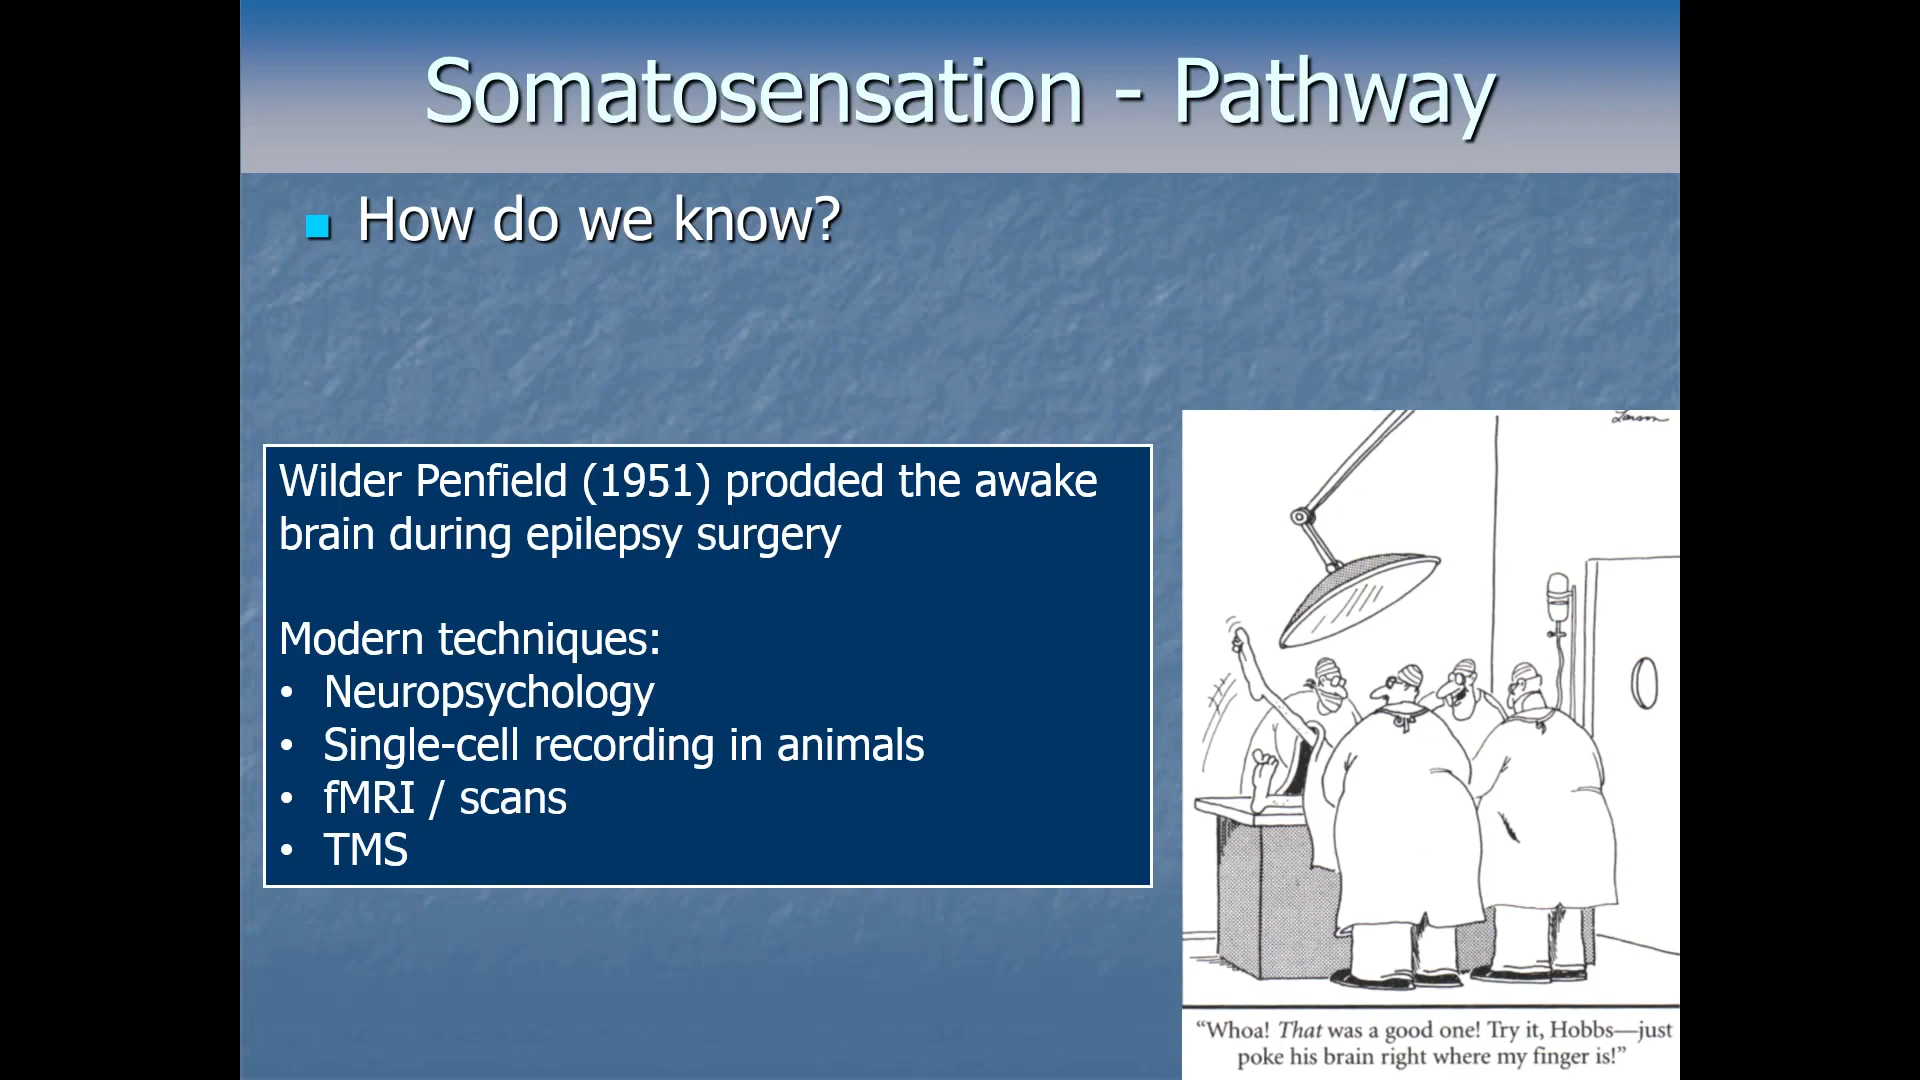 Somatosensation - Pathway
How do we know?
Wilder Penfield (1951) prodded the awake
brain during epilepsy surgery
Modern techniques:
• Neuropsychology
• Single-cell recording in animals
• fMRI / scans
• TMS
Larson
“Whoa! That was a good one! Try it, Hobbs—just
poke his brain right where my finger is!”